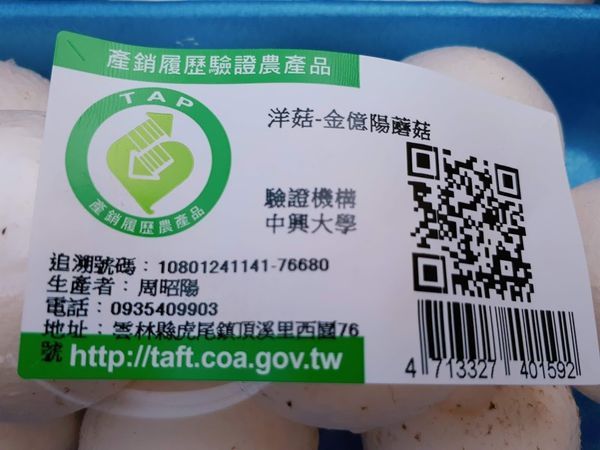 產銷履歷驗證農產品
TAP
產銷履歷農產品
洋菇-金億陽蘑菇
驗證機構
中興大學
追溯號碼：10801241141-76680
生產者：周昭陽
電話：0935409903
地址：雲林縣虎尾鎮頂溪里西園76
號
http://taft.coa.gov.tw
4 713327 401592